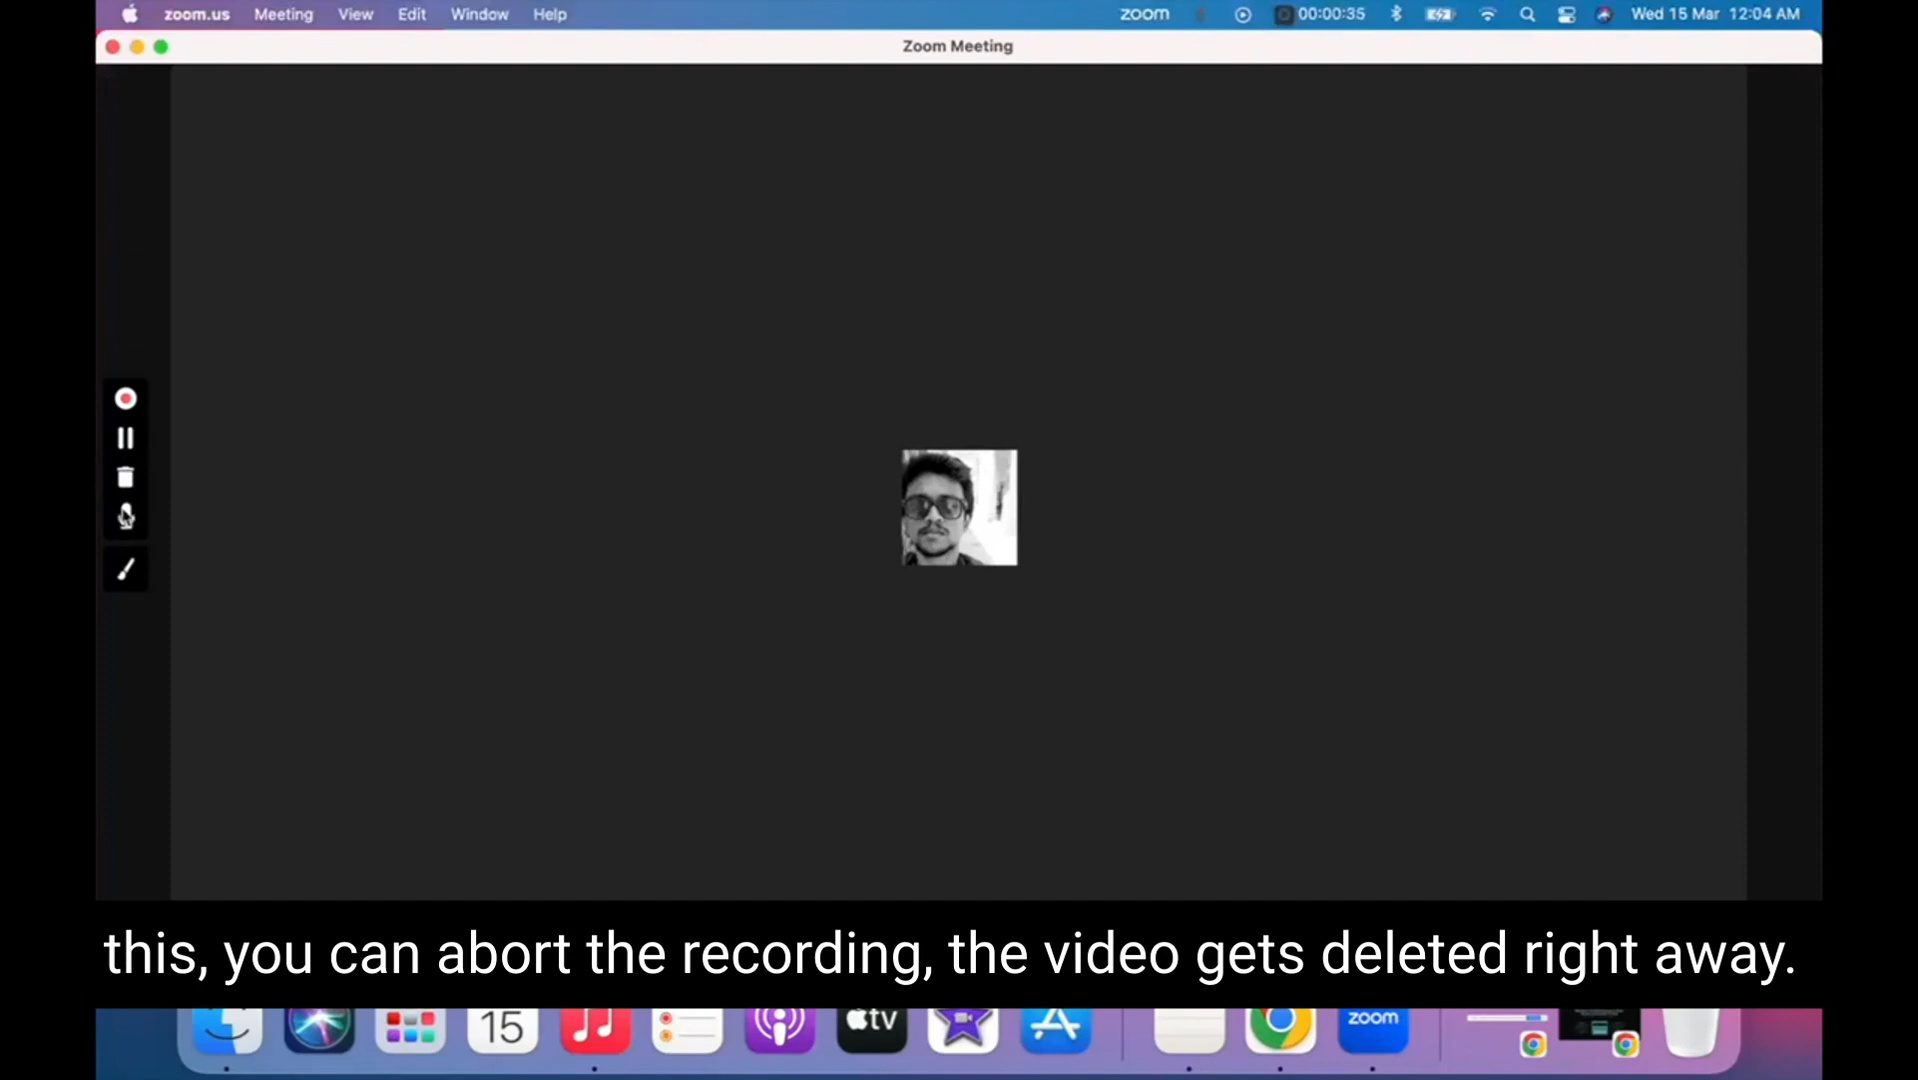 zoom.us Meeting View Edit Window Help zoom 00:00:35 Wed 15 Mar 12:04 AM
Zoom Meeting
this, you can abort the recording, the video gets deleted right away.
15 tv zoom